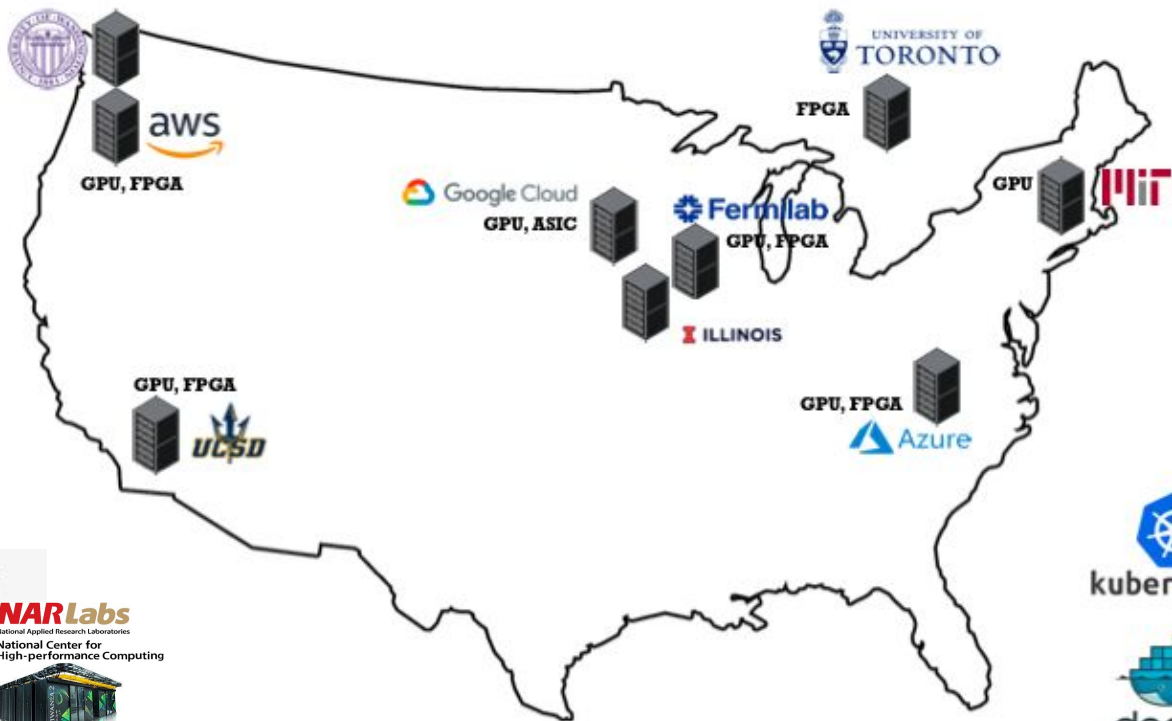 UNIVERSITY OF
TORONTO
FPGA
aws
GPU, FPGA
Google Cloud
GPU, ASIC
Fermilab
GPU, FPGA
GPU
MIT
ILLINOIS
GPU, FPGA
UCSD
GPU, FPGA
Azure
kuber
NARLabs
National Applied Research Laboratories
National Center for
High-performance Computing